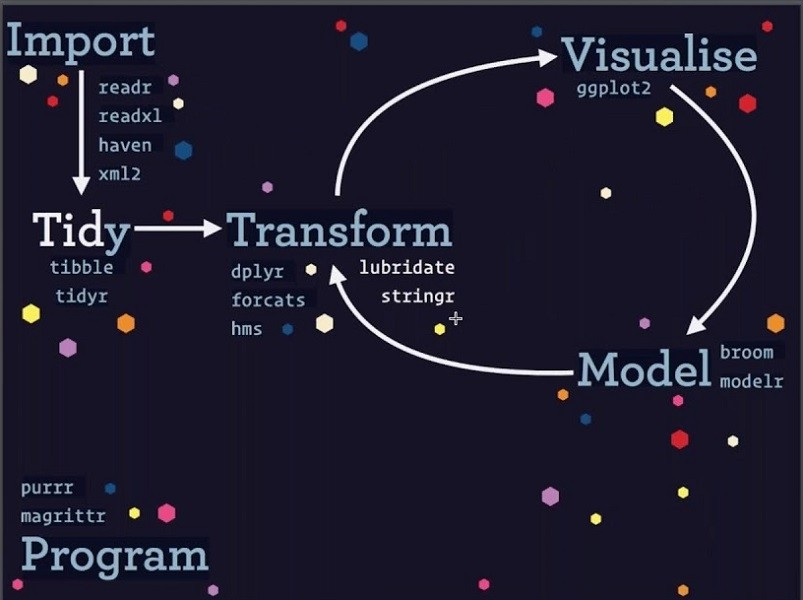 Import
readr
readxl
haven
xml2
Visualise
ggplot2
Tidy
tibble
tidyr
Transform
dplyr
forcats
hms
lubridate
stringr
Model
broom
modelr
purrr
magrittr
Program